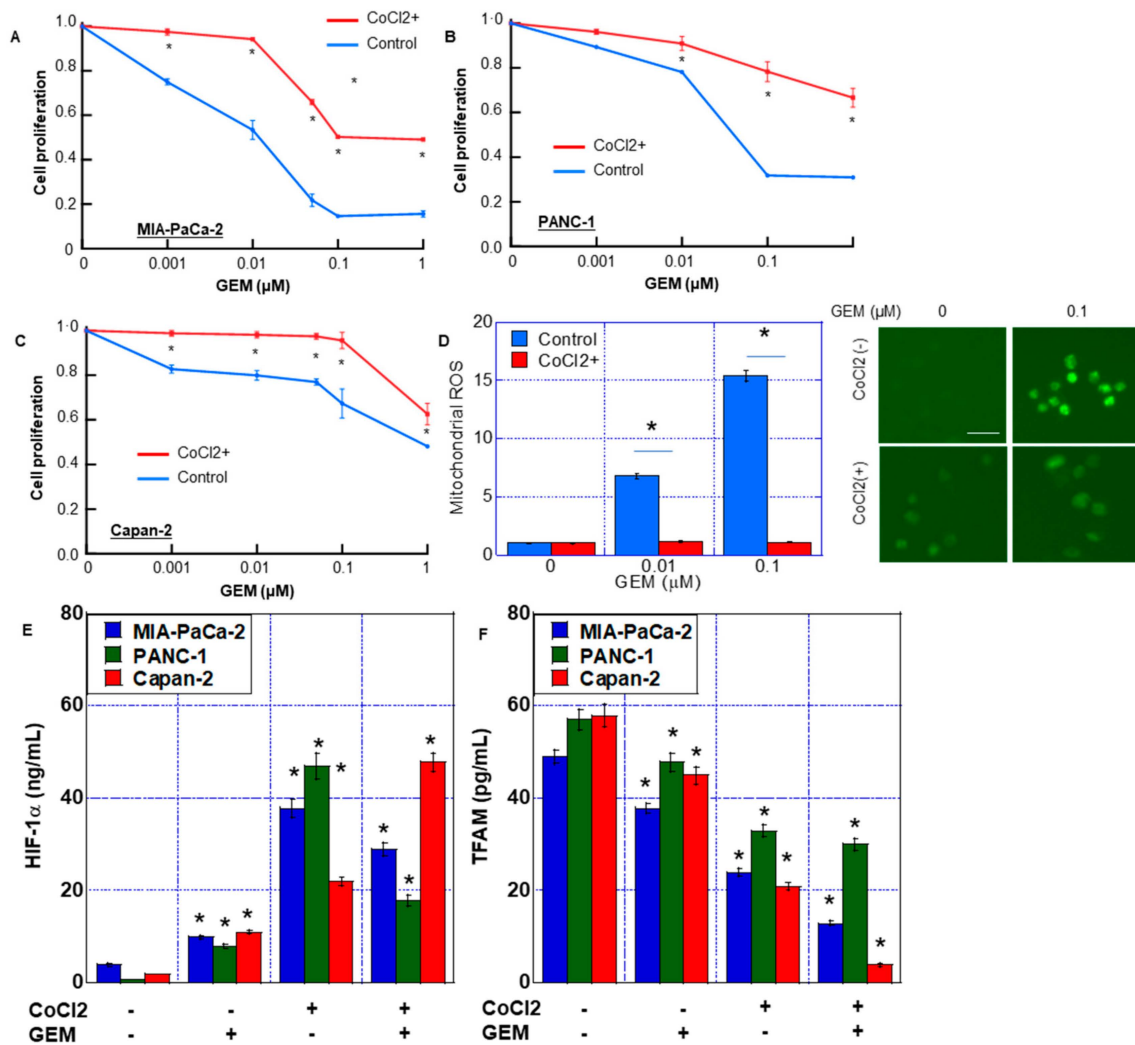 A
Cell proliferation
1.0
0.8
0.6
0.4
0.2
0
CoCl2+
Control
*
*
*
*
*
*
MIA-PaCa-2
0
0.001
0.01
0.1
1
GEM (µM)
B
Cell proliferation
1.0
0.8
0.6
0.4
0.2
0.0
CoCl2+
Control
*
*
*
PANC-1
0
0.001
0.01
0.1
GEM (µM)
C
Cell proliferation
1·0
0.8
0.6
0.4
0.2
0.0
CoCl2+
Control
*
*
*
*
*
Capan-2
0
0.001
0.01
0.1
1
GEM (µM)
D
Mitochondrial ROS
20
15
10
5
0
Control
CoCl2+
*
*
0
0.01
0.1
GEM (µM)
GEM (µM)
0
0.1
CoCl2 (-)
CoCl2(+)
E
HIF-1α (ng/mL)
80
60
40
20
0
MIA-PaCa-2
PANC-1
Capan-2
* * *
* * *
* * *
CoCl2 - - + +
GEM - + - +
F
TFAM (pg/mL)
80
60
40
20
0
MIA-PaCa-2
PANC-1
Capan-2
* * *
* * *
* * *
- - + +
- + - +